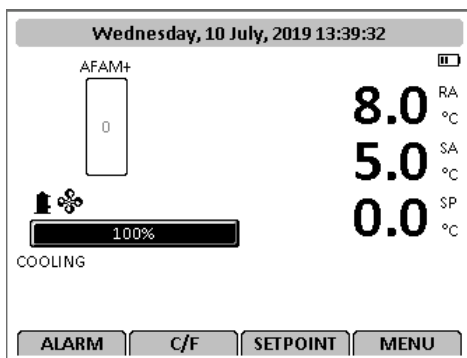 Wednesday, 10 July, 2019 13:39:32
AFAM+
0
8.0 RA °C
5.0 SA °C
0.0 SP °C
100%
COOLING
ALARM C/F SETPOINT MENU